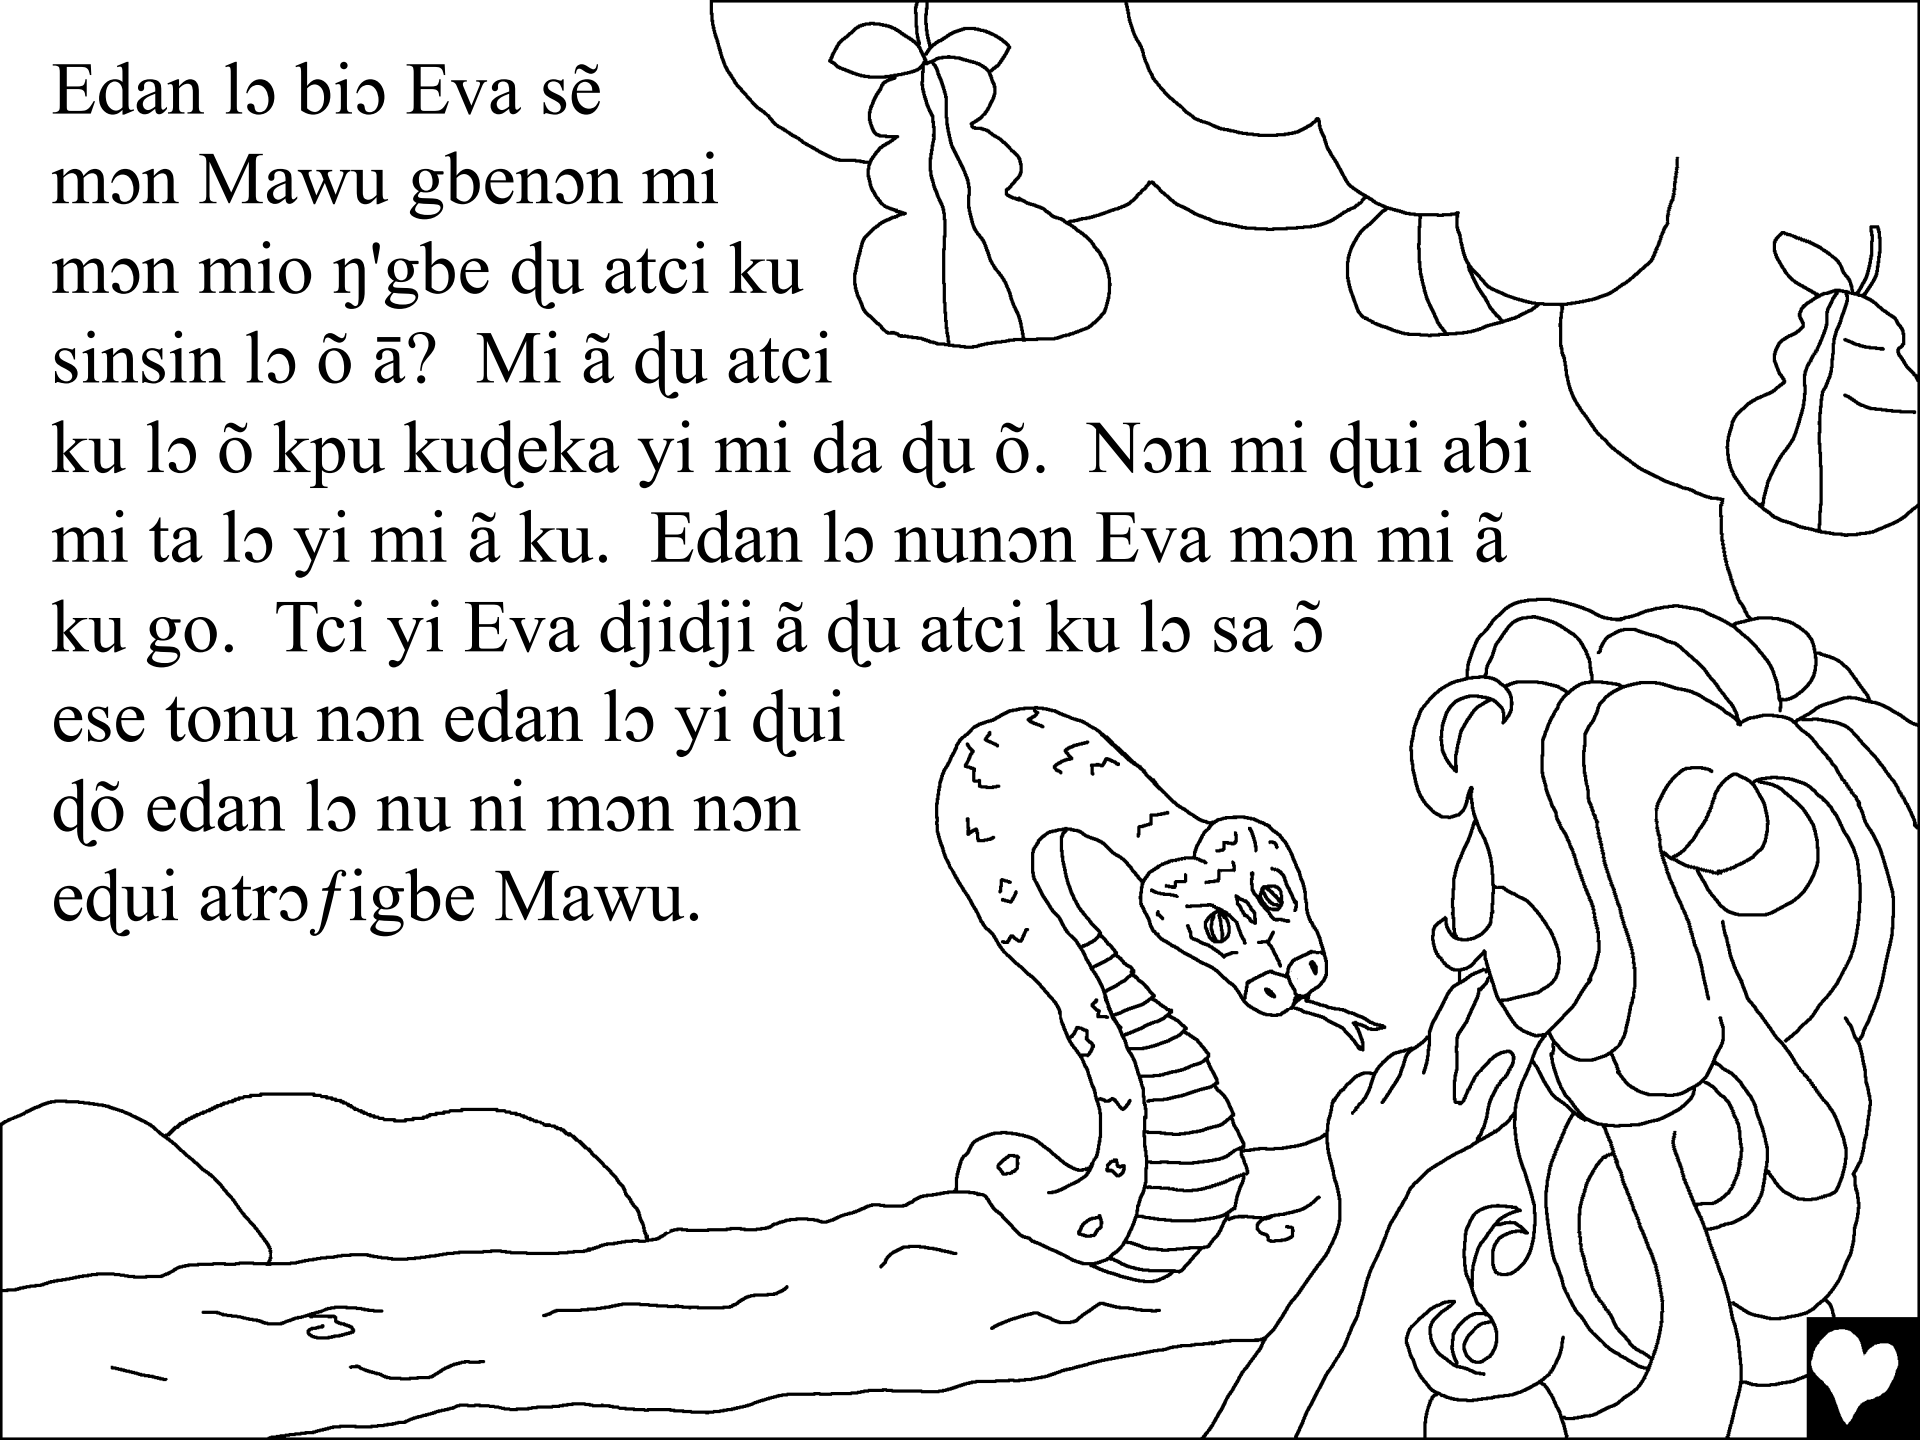 Edan lɔ biɔ Eva sẽ
mɔn Mawu gbenɔn mi
mɔn mio ŋ'gbe ɖu atci ku
sinsin lɔ õ ā? Mi ã ɖu atci
ku lɔ õ kpu kuɖeka yi mi da ɖu õ. Nɔn mi ɖui abi
mi ta lɔ yi mi ã ku. Edan lɔ nunɔn Eva mɔn mi ã
ku go. Tci yi Eva djidji ã ɖu atci ku lɔ sa ɔ̃
ese tonu nɔn edan lɔ yi ɖui
ɖõ edan lɔ nu ni mɔn nɔn
eɖui atrɔƒigbe Mawu.